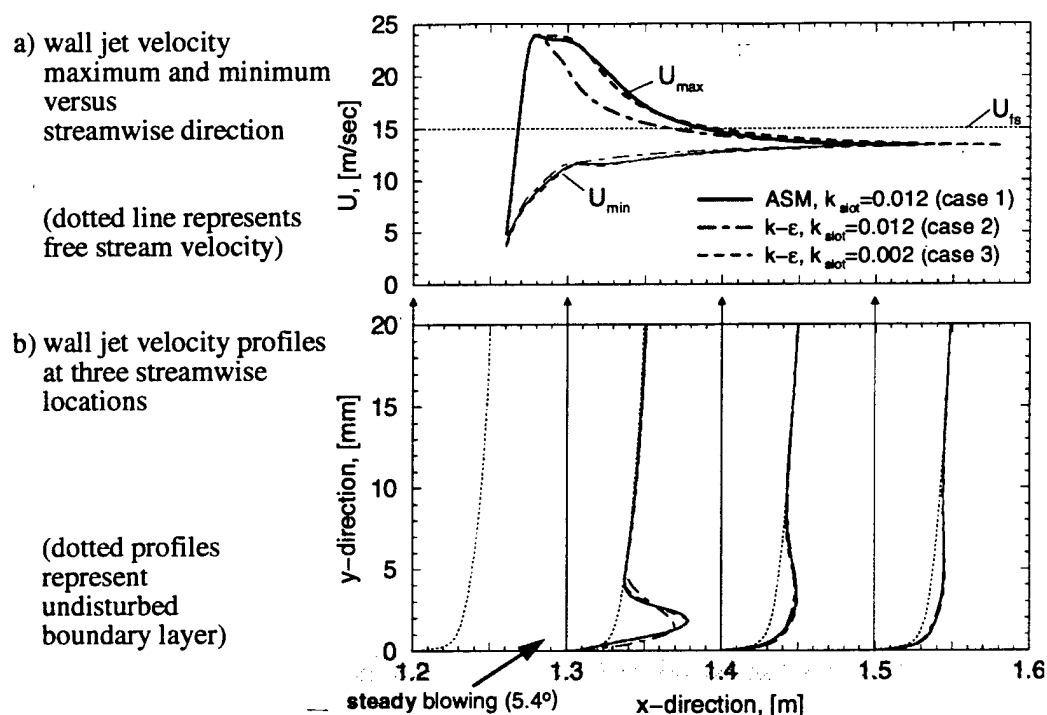 a) wall jet velocity
maximum and minimum
versus
streamwise direction
(dotted line represents
free stream velocity)
U, [m/sec]
25
20
15
10
5
0
U_max
U_fs
U_min
ASM, k_slot=0.012 (case 1)
k-ε, k_slot=0.012 (case 2)
k-ε, k_slot=0.002 (case 3)
b) wall jet velocity profiles
at three streamwise
locations
(dotted profiles
represent
undisturbed
boundary layer)
y-direction, [mm]
20
15
10
5
0
1.2
1.3
1.4
1.5
1.6
steady blowing (5.4º)
x-direction, [m]